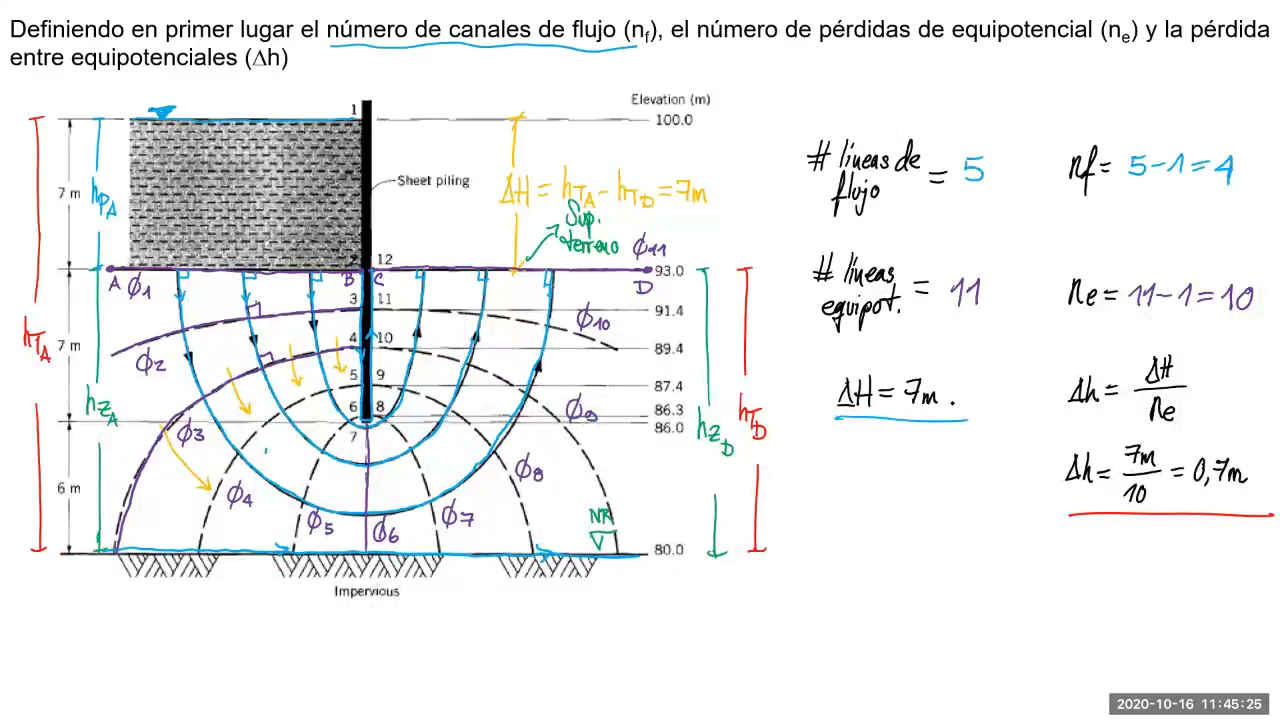 Definiendo en primer lugar el número de canales de flujo (nf), el número de pérdidas de equipotencial (ne) y la pérdida
entre equipotenciales (Δh)
Elevation (m)
1
100.0
# líneas de
flujo
= 5
nf = 5-1=4
7 m
hPA
Sheet piling
ΔH = hTA - hTD = 7m
Sup.
terreno
Φ11
2
12
93.0
A
Φ1
B
C
D
# líneas
equipot.
= 11
ne = 11-1=10
3
11
91.4
Φ10
hTA
7 m
Φ2
4
10
89.4
5
9
87.4
ΔH = 7m.
Δh = ΔH
ne
hZA
6
8
86.3
Φ9
hZD
hTD
86.0
7
Φ3
Φ8
Δh = 7m
10
= 0,7m
6 m
Φ4
Φ5
Φ6
Φ7
NR
80.0
Impervious
2020-10-16 11:45:25